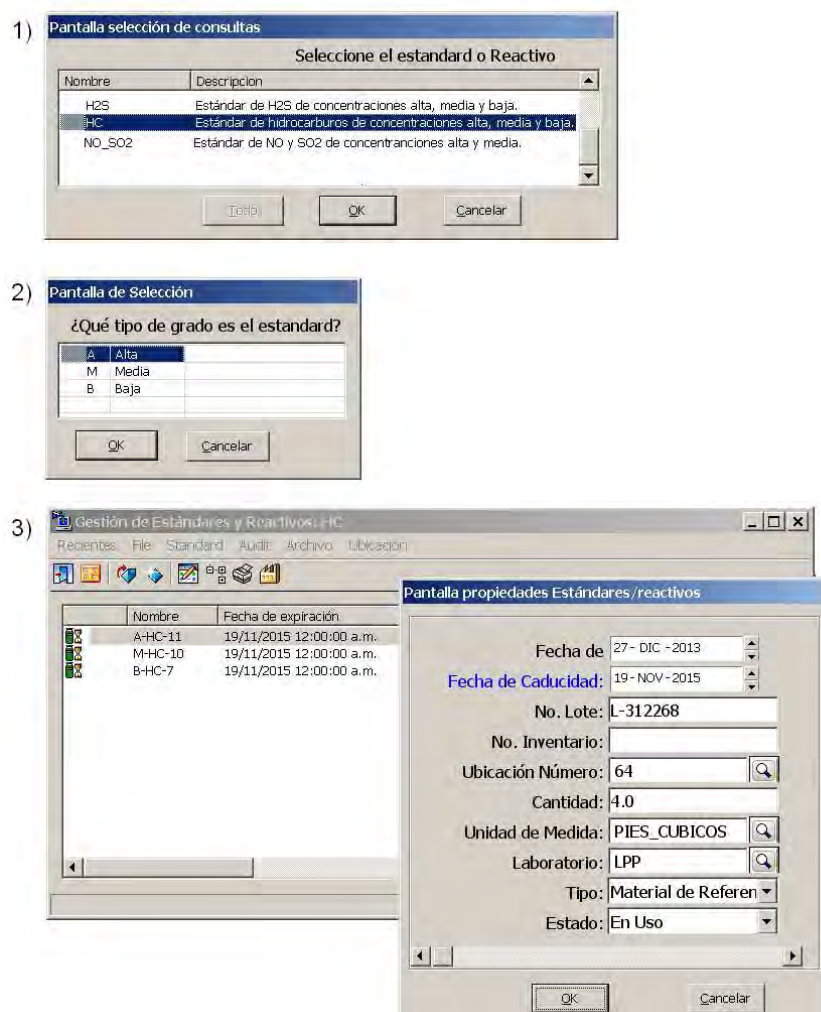 1)
Pantalla selección de consultas
Seleccione el estandard o Reactivo
Nombre Descripcion
H2S Estándar de H2S de concentraciones alta, media y baja.
HC Estándar de hidrocarburos de concentraciones alta, media y baja.
NO_SO2 Estándar de NO y SO2 de concentranciones alta y media.
Todo OK Cancelar
2)
Pantalla de Selección
¿Qué tipo de grado es el estandard?
A Alta
M Media
B Baja
OK Cancelar
3)
Gestión de Estándares y Reactivos: HC
Recientes File Standard Audit Archivo Ubicacion
Nombre Fecha de expiración
A-HC-11 19/11/2015 12:00:00 a.m.
M-HC-10 19/11/2015 12:00:00 a.m.
B-HC-7 19/11/2015 12:00:00 a.m.
Pantalla propiedades Estándares/reactivos
Fecha de 27- DIC -2013
Fecha de Caducidad: 19-NOV-2015
No. Lote: L-312268
No. Inventario:
Ubicación Número: 64
Cantidad: 4.0
Unidad de Medida: PIES_CUBICOS
Laboratorio: LPP
Tipo: Material de Referen
Estado: En Uso
OK Cancelar